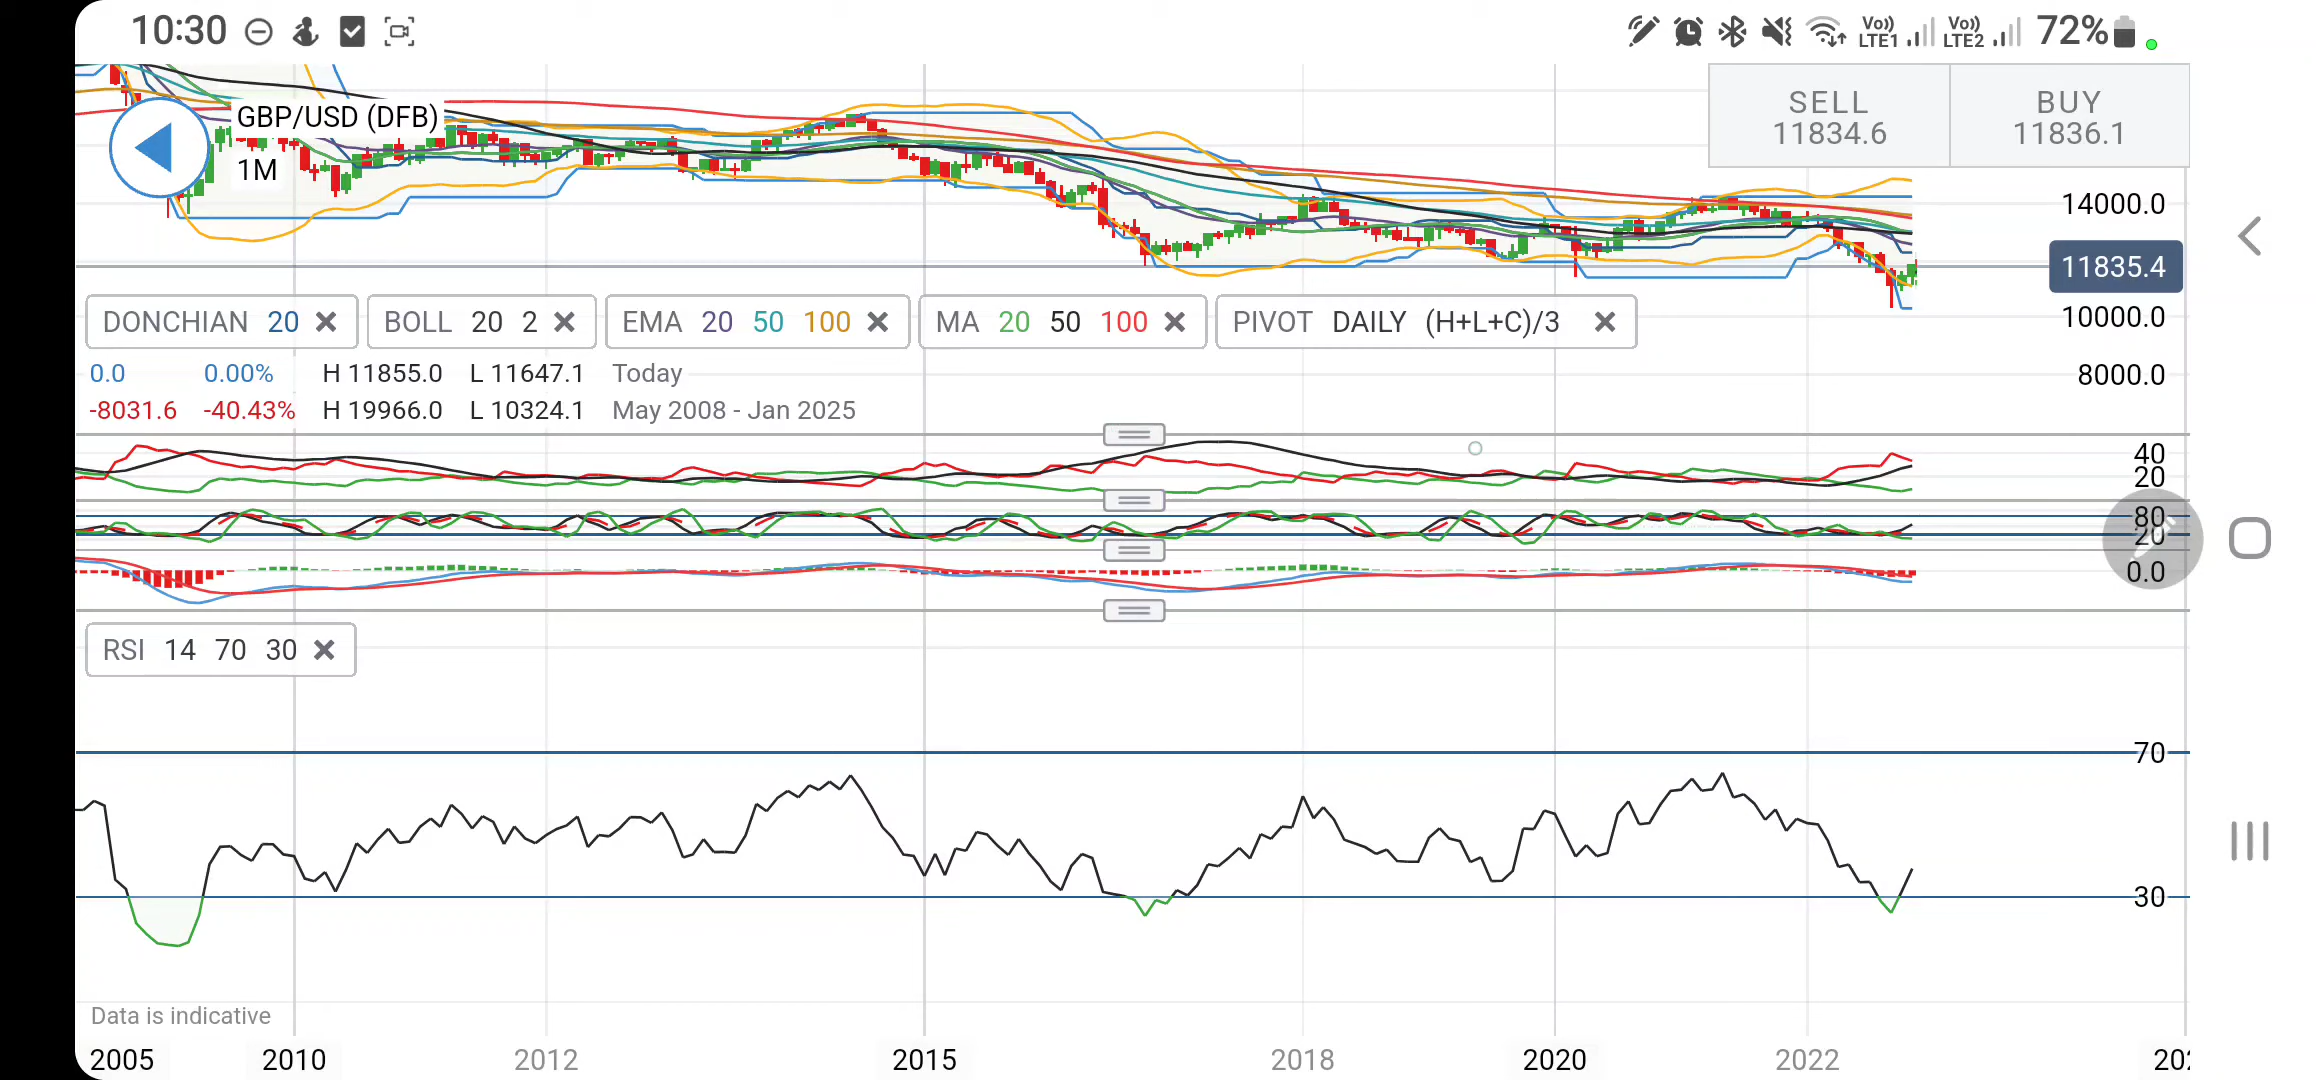 10:30
Vo)) LTE1 Vo)) LTE2 72%
GBP/USD (DFB)
1M
SELL BUY
11834.6 11836.1
14000.0
11835.4
10000.0
8000.0
DONCHIAN 20 BOLL 20 2 EMA 20 50 100 MA 20 50 100 PIVOT DAILY (H+L+C)/3
0.0 0.00% H 11855.0 L 11647.1 Today
-8031.6 -40.43% H 19966.0 L 10324.1 May 2008 - Jan 2025
40
20
80
20
0.0
RSI 14 70 30
70
30
Data is indicative
2005 2010 2012 2015 2018 2020 2022